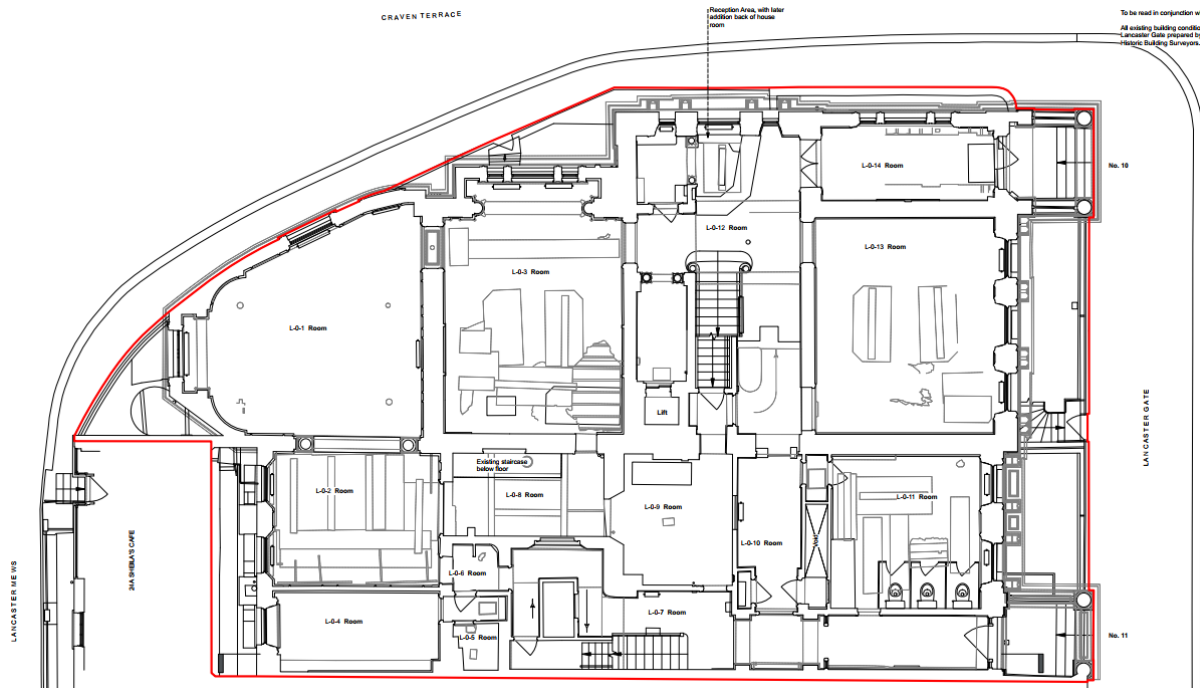 CRAVEN TERRACE
Reception Area, with later
addition back of house
room
To be read in conjunction w
All existing building conditio
Lancaster Gate prepared by
Historic Building Surveyors.
L-0-14 Room
No. 10
L-0-12 Room
L-0-13 Room
L-0-3 Room
L-0-1 Room
Lift
LANCASTER GATE
Existing staircase
below floor
L-0-2 Room
L-0-8 Room
L-0-11 Room
L-0-9 Room
L-0-10 Room
Void
24A SHEILA'S CAFE
LANCASTER MEWS
L-0-6 Room
L-0-7 Room
L-0-4 Room
L-0-5 Room
No. 11